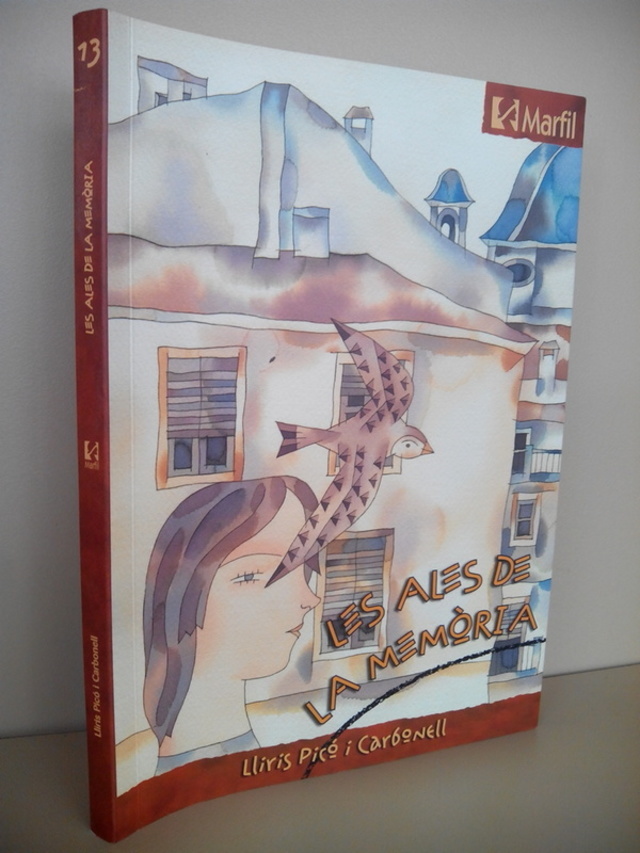 13
LES ALES DE LA MEMÒRIA
Marfil
Lliris Picó i Carbonell
Marfil
LES ALES DE
LA MEMÒRIA
Lliris Picó i Carbonell